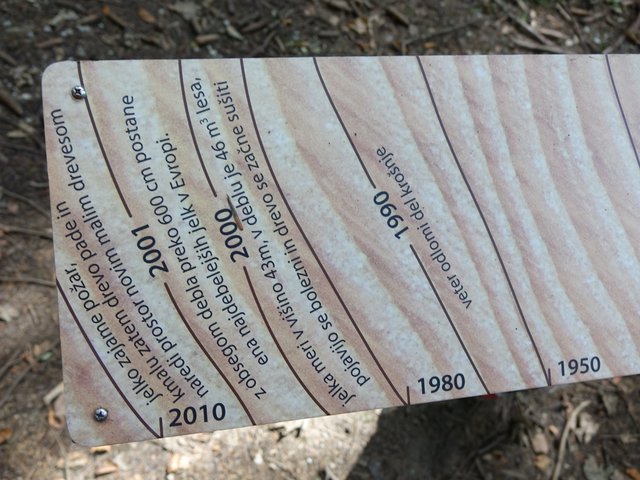 jelko zajame požar,
kmalu zatem drevo pade in
naredi prostor novim malim drevesom
2010
2001
z obsegom debla preko 600 cm postane
ena najdebelejših jelk v Evropi.
2000
jelka meri v višino 43m, v deblu je 46 m³ lesa,
pojavijo se bolezni in drevo se začne sušiti
1990
veter odlomi del krošnje
1980
1950